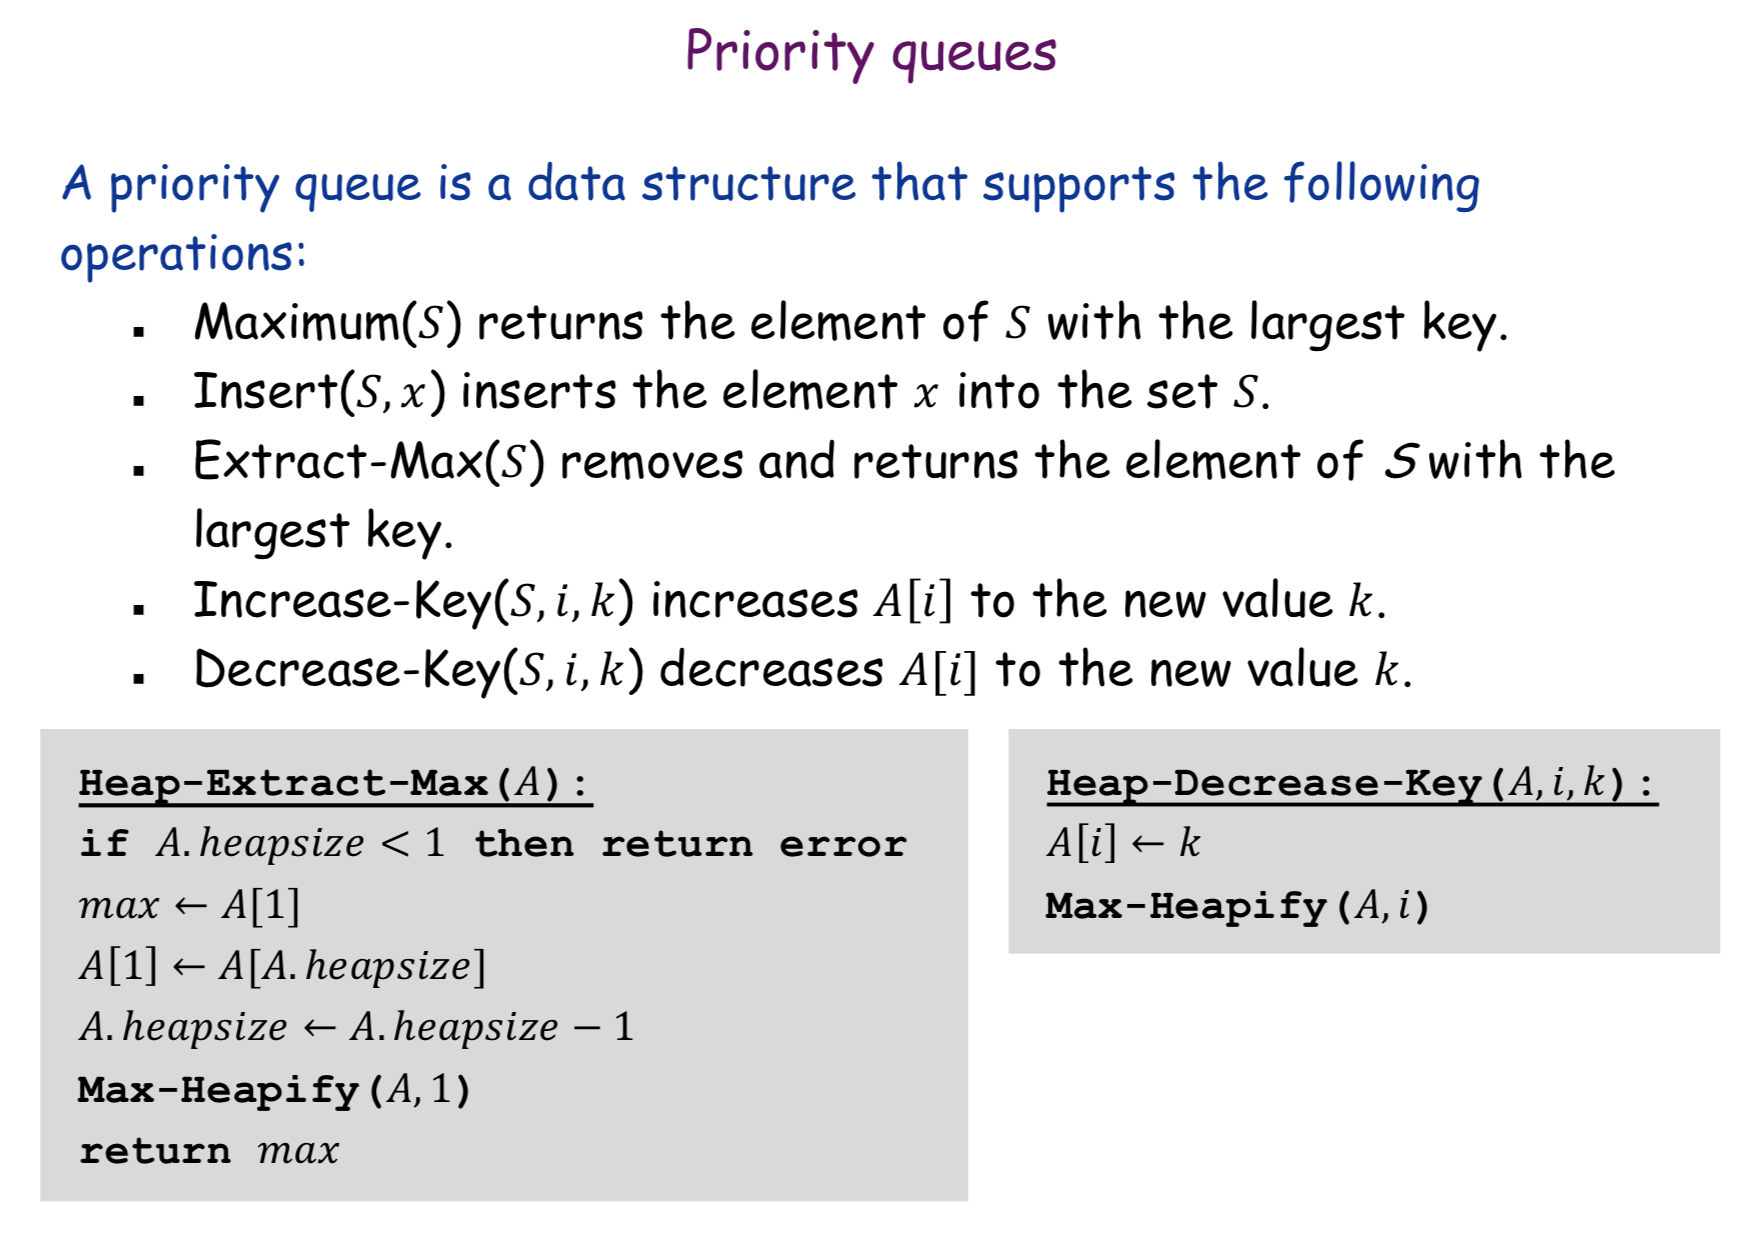 Priority queues
A priority queue is a data structure that supports the following
operations:
▪ Maximum(S) returns the element of S with the largest key.
▪ Insert(S, x) inserts the element x into the set S.
▪ Extract-Max(S) removes and returns the element of S with the
largest key.
▪ Increase-Key(S, i, k) increases A[i] to the new value k.
▪ Decrease-Key(S, i, k) decreases A[i] to the new value k.
Heap-Extract-Max(A):
if A.heapsize < 1 then return error
max ← A[1]
A[1] ← A[A.heapsize]
A.heapsize ← A.heapsize − 1
Max-Heapify(A, 1)
return max
Heap-Decrease-Key(A, i, k):
A[i] ← k
Max-Heapify(A, i)